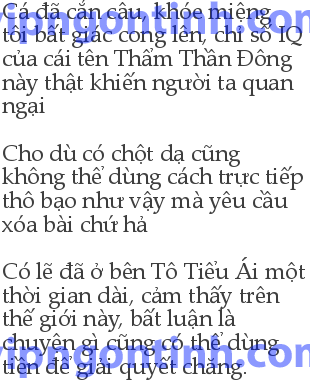 Cá đã cắn câu, khóe miệng
tôi bất giác cong lên, chỉ số IQ
của cái tên Thẩm Thần Đông
này thật khiến người ta quan
ngại
Cho dù có chột dạ cũng
không thể dùng cách trực tiếp
thô bạo như vậy mà yêu cầu
xóa bài chứ hả
Có lẽ đã ở bên Tô Tiểu Ái một
thời gian dài, cảm thấy trên
thế giới này, bất luận là
chuyện gì cũng có thể dùng
tiền để giải quyết chăng.
vipngontinh.com
vipngontinh.com